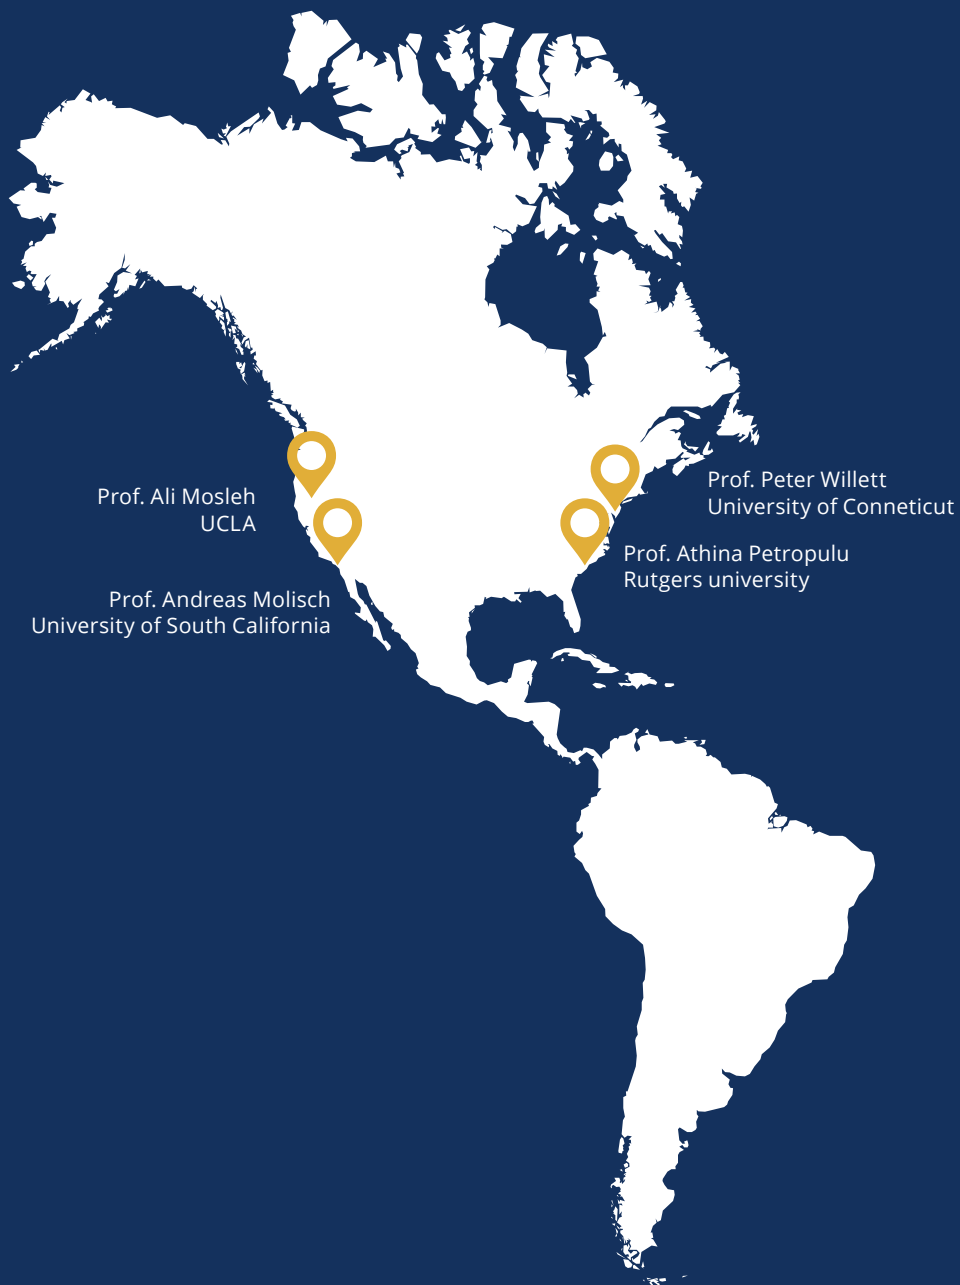 Prof. Ali Mosleh
UCLA
Prof. Andreas Molisch
University of South California
Prof. Peter Willett
University of Conneticut
Prof. Athina Petropulu
Rutgers university